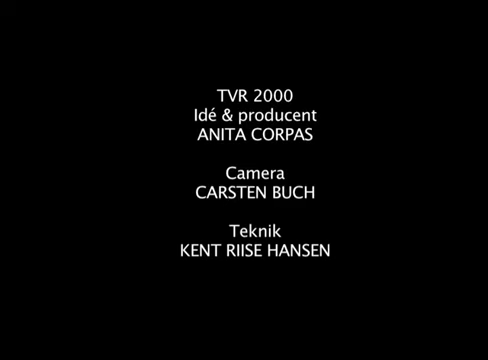 TVR 2000
Idé & producent
ANITA CORPAS
Camera
CARSTEN BUCH
Teknik
KENT RIISE HANSEN